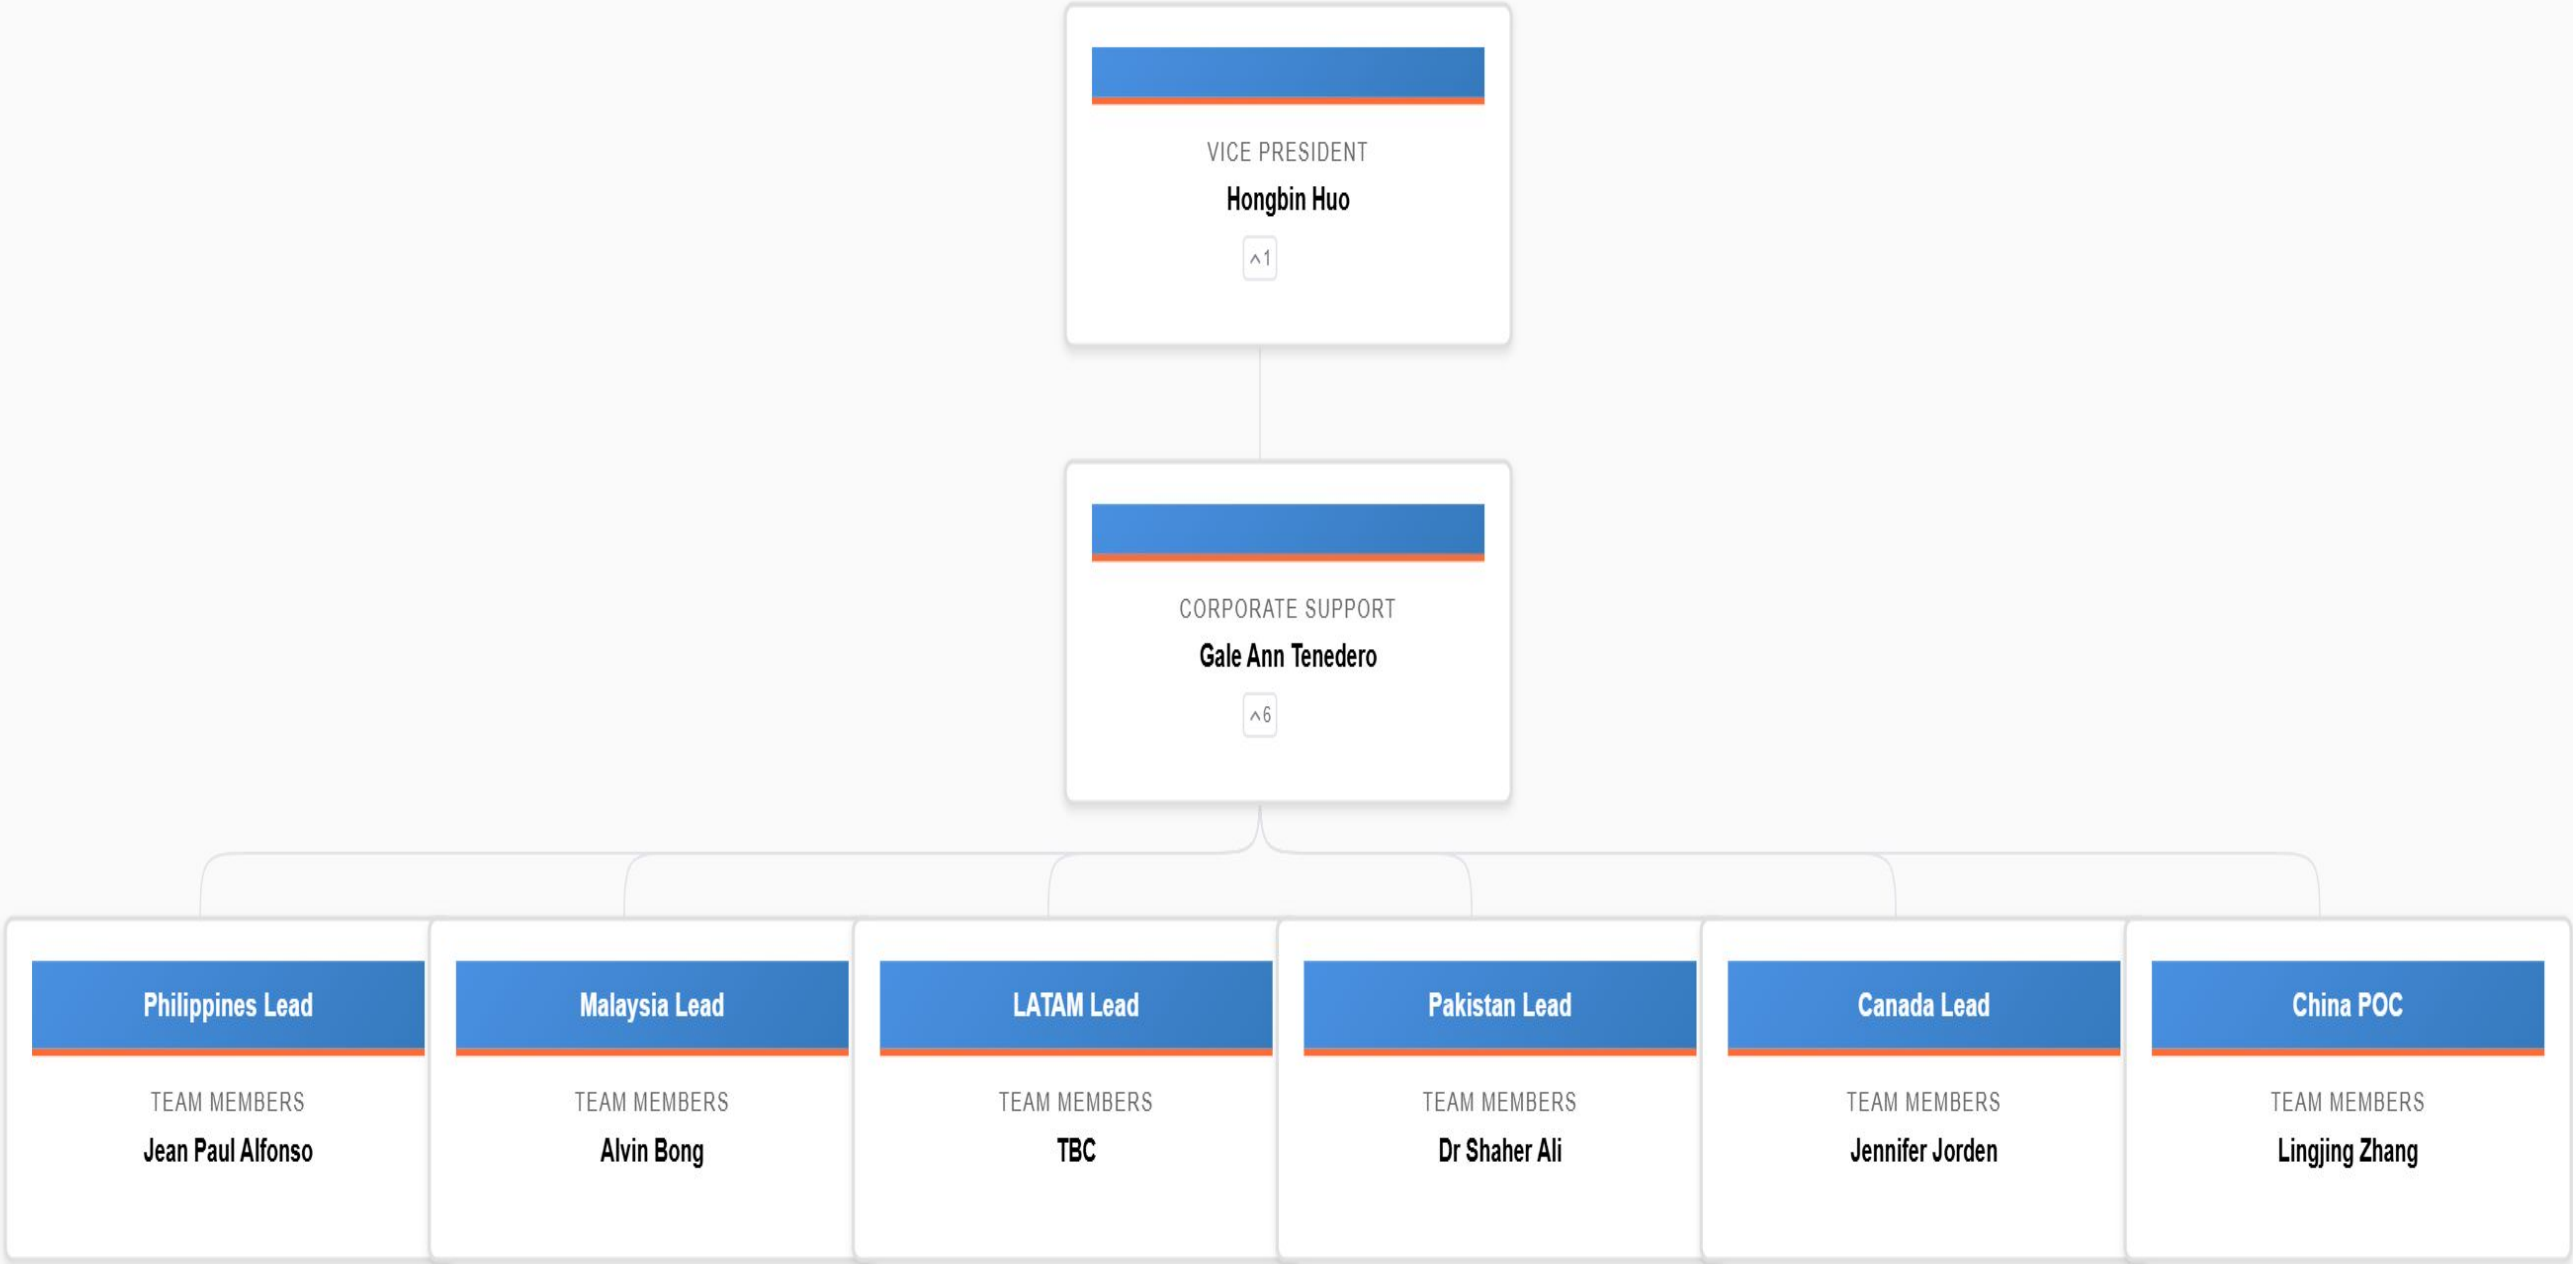 VICE PRESIDENT
Hongbin Huo
^1
CORPORATE SUPPORT
Gale Ann Tenedero
^6
Philippines Lead
TEAM MEMBERS
Jean Paul Alfonso
Malaysia Lead
TEAM MEMBERS
Alvin Bong
LATAM Lead
TEAM MEMBERS
TBC
Pakistan Lead
TEAM MEMBERS
Dr Shaher Ali
Canada Lead
TEAM MEMBERS
Jennifer Jorden
China POC
TEAM MEMBERS
Lingjing Zhang